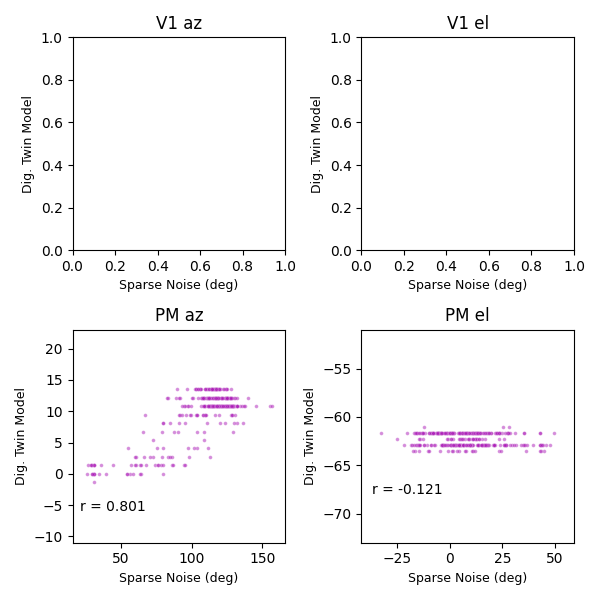 V1 az
V1 el
1.0
0.8
0.6
0.4
0.2
0.0
Dig. Twin Model
0.0 0.2 0.4 0.6 0.8 1.0
Sparse Noise (deg)
1.0
0.8
0.6
0.4
0.2
0.0
Dig. Twin Model
0.0 0.2 0.4 0.6 0.8 1.0
Sparse Noise (deg)
PM az
20
15
10
5
0
−5
−10
Dig. Twin Model
r = 0.801
50 100 150
Sparse Noise (deg)
PM el
−55
−60
−65
−70
Dig. Twin Model
r = -0.121
−25 0 25 50
Sparse Noise (deg)